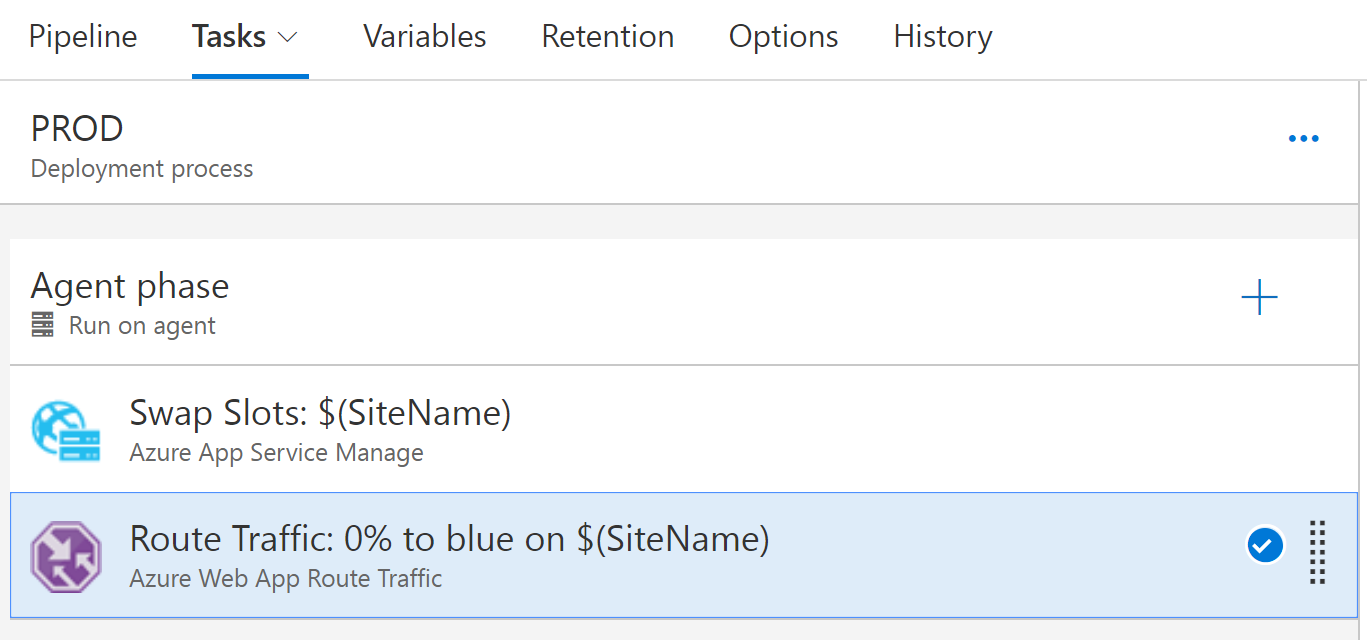 Pipeline Tasks Variables Retention Options History
PROD
Deployment process
Agent phase
Run on agent
Swap Slots: $(SiteName)
Azure App Service Manage
Route Traffic: 0% to blue on $(SiteName)
Azure Web App Route Traffic